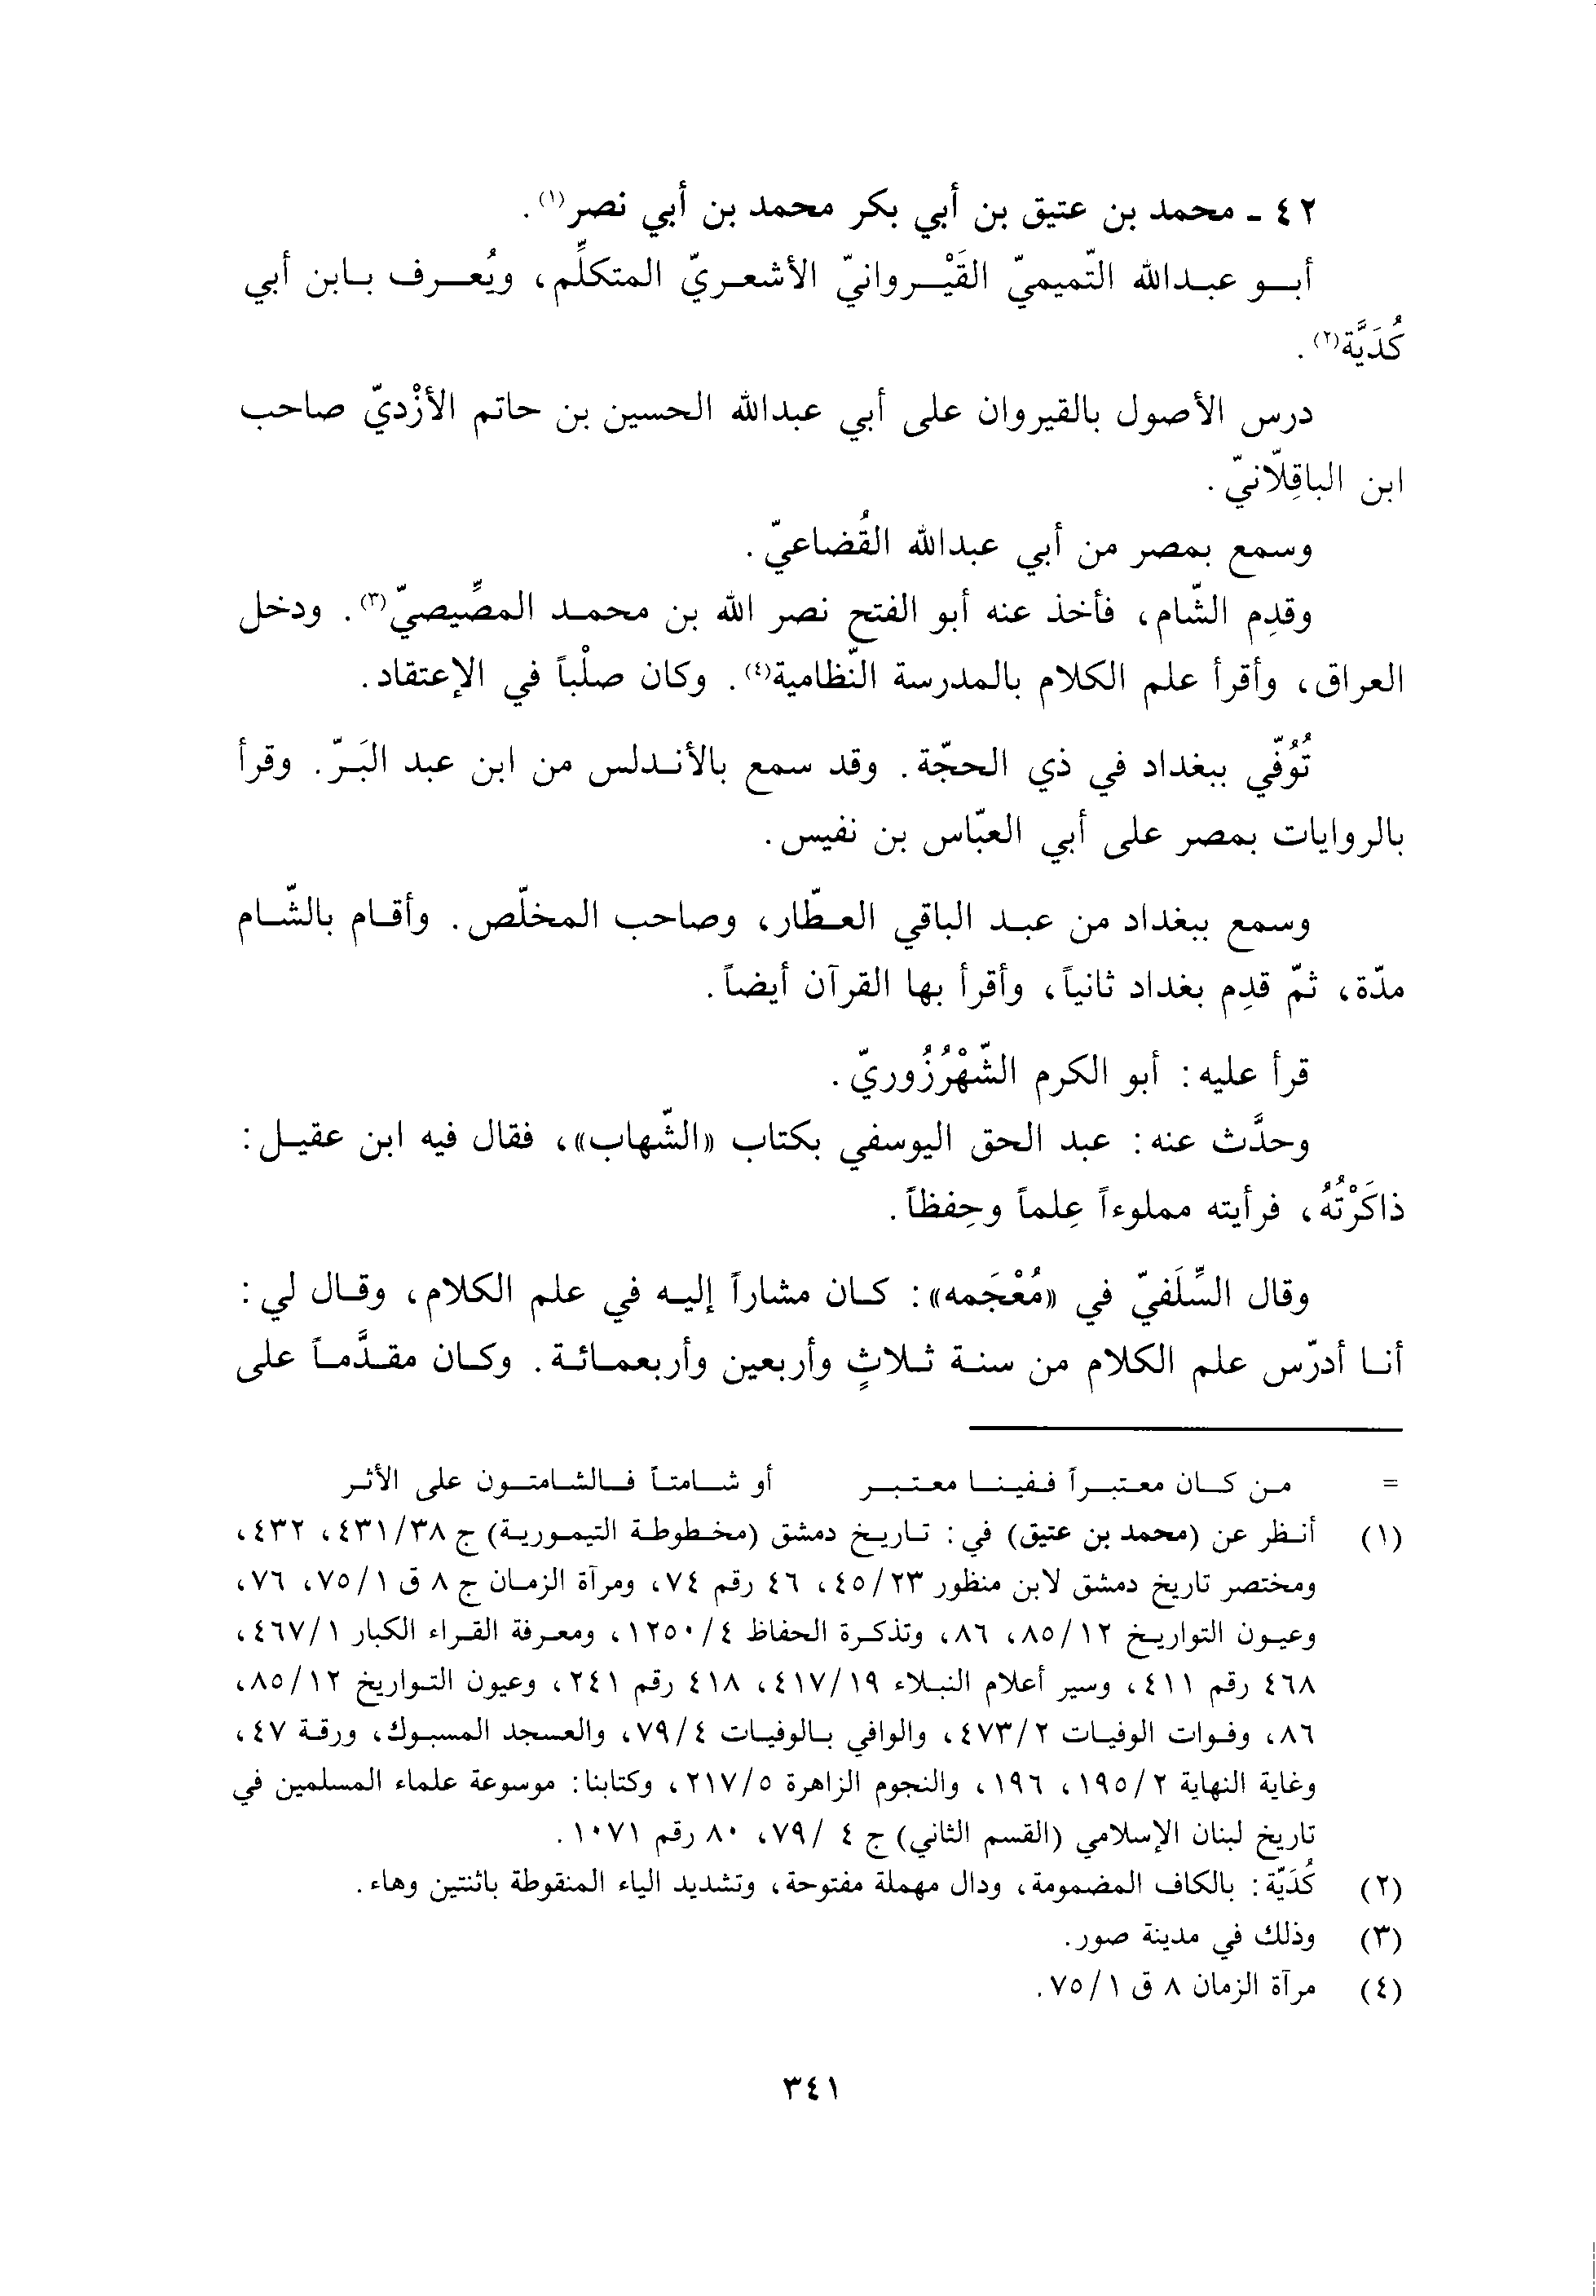 ٤٢ ـ محمد بن عتيق بن أبي بكر محمد بن أبي نصر(١).
أبو عبدالله التّميميّ القَيْروانيّ الأشعريّ المتكلِّم، ويُعرف بابن أبي
كُدَيَّة(٢).
درس الأصول بالقيروان على أبي عبدالله الحسين بن حاتم الأزْديّ صاحب
ابن الباقِلّانيّ.
وسمع بمصر من أبي عبدالله القُضاعيّ.
وقدِم الشّام، فأخذ عنه أبو الفتح نصر الله بن محمد المصِّيصيّ(٣). ودخل
العراق، وأقرأ علم الكلام بالمدرسة النّظامية(٤). وكان صلْباً في الإعتقاد.
تُوُفّي ببغداد في ذي الحجّة. وقد سمع بالأندلس من ابن عبد البَرّ. وقرأ
بالروايات بمصر على أبي العبّاس بن نفيس.
وسمع ببغداد من عبد الباقي العطّار، وصاحب المخلّص. وأقام بالشّام
مدّة، ثمّ قدِم بغداد ثانياً، وأقرأ بها القرآن أيضاً.
قرأ عليه: أبو الكرم الشّهْرُزُوريّ.
وحدَّث عنه: عبد الحق اليوسفي بكتاب «الشّهاب»، فقال فيه ابن عقيل:
ذاكَرْتُهُ، فرأيته مملوءاً عِلماً وحِفظاً.
وقال السِّلَفيّ في «مُعْجَمه»: كان مشاراً إليه في علم الكلام، وقال لي:
أنا أدرّس علم الكلام من سنة ثلاثٍ وأربعين وأربعمائة. وكان مقدَّماً على
= من كان معتبراً ففينا معتبر أو شامتاً فالشامتون على الأثر
(١) أنظر عن (محمد بن عتيق) في: تاريخ دمشق (مخطوطة التيمورية) ج ٤٣١/٣٨، ٤٣٢،
ومختصر تاريخ دمشق لابن منظور ٤٥/٢٣، ٤٦ رقم ٧٤، ومرآة الزمان ج ٨ ق ٧٥/١، ٧٦،
وعيون التواريخ ٨٥/١٢، ٨٦، وتذكرة الحفاظ ١٢٥٠/٤، ومعرفة القراء الكبار ٤٦٧/١،
٤٦٨ رقم ٤١١، وسير أعلام النبلاء ٤١٧/١٩، ٤١٨ رقم ٢٤١، وعيون التواريخ ٨٥/١٢،
٨٦، وفوات الوفيات ٤٧٣/٢، والوافي بالوفيات ٧٩/٤، والعسجد المسبوك، ورقة ٤٧،
وغاية النهاية ١٩٥/٢، ١٩٦، والنجوم الزاهرة ٢١٧/٥، وكتابنا: موسوعة علماء المسلمين في
تاريخ لبنان الإسلامي (القسم الثاني) ج ٤ /٧٩، ٨٠ رقم ١٠٧١.
(٢) كُدَيّة: بالكاف المضمومة، ودال مهملة مفتوحة، وتشديد الياء المنقوطة باثنتين وهاء.
(٣) وذلك في مدينة صور.
(٤) مرآة الزمان ٨ ق ٧٥/١.
٣٤١